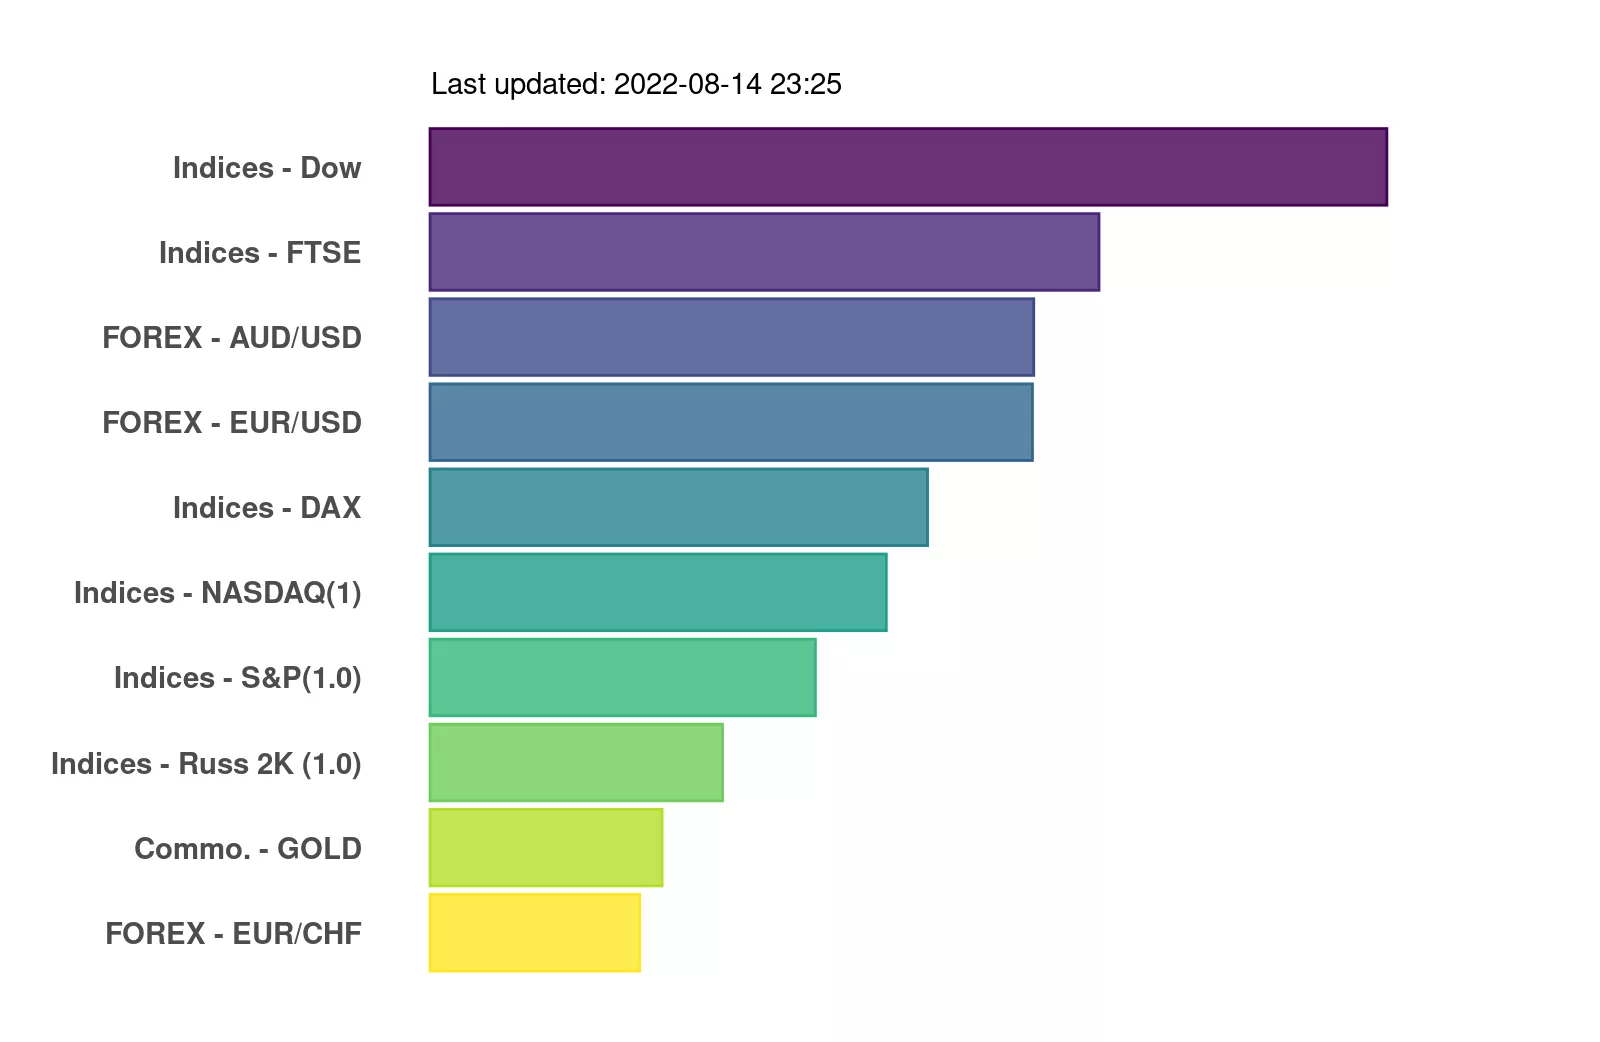 Last updated: 2022-08-14 23:25
Indices - Dow
Indices - FTSE
FOREX - AUD/USD
FOREX - EUR/USD
Indices - DAX
Indices - NASDAQ(1)
Indices - S&P(1.0)
Indices - Russ 2K (1.0)
Commo. - GOLD
FOREX - EUR/CHF